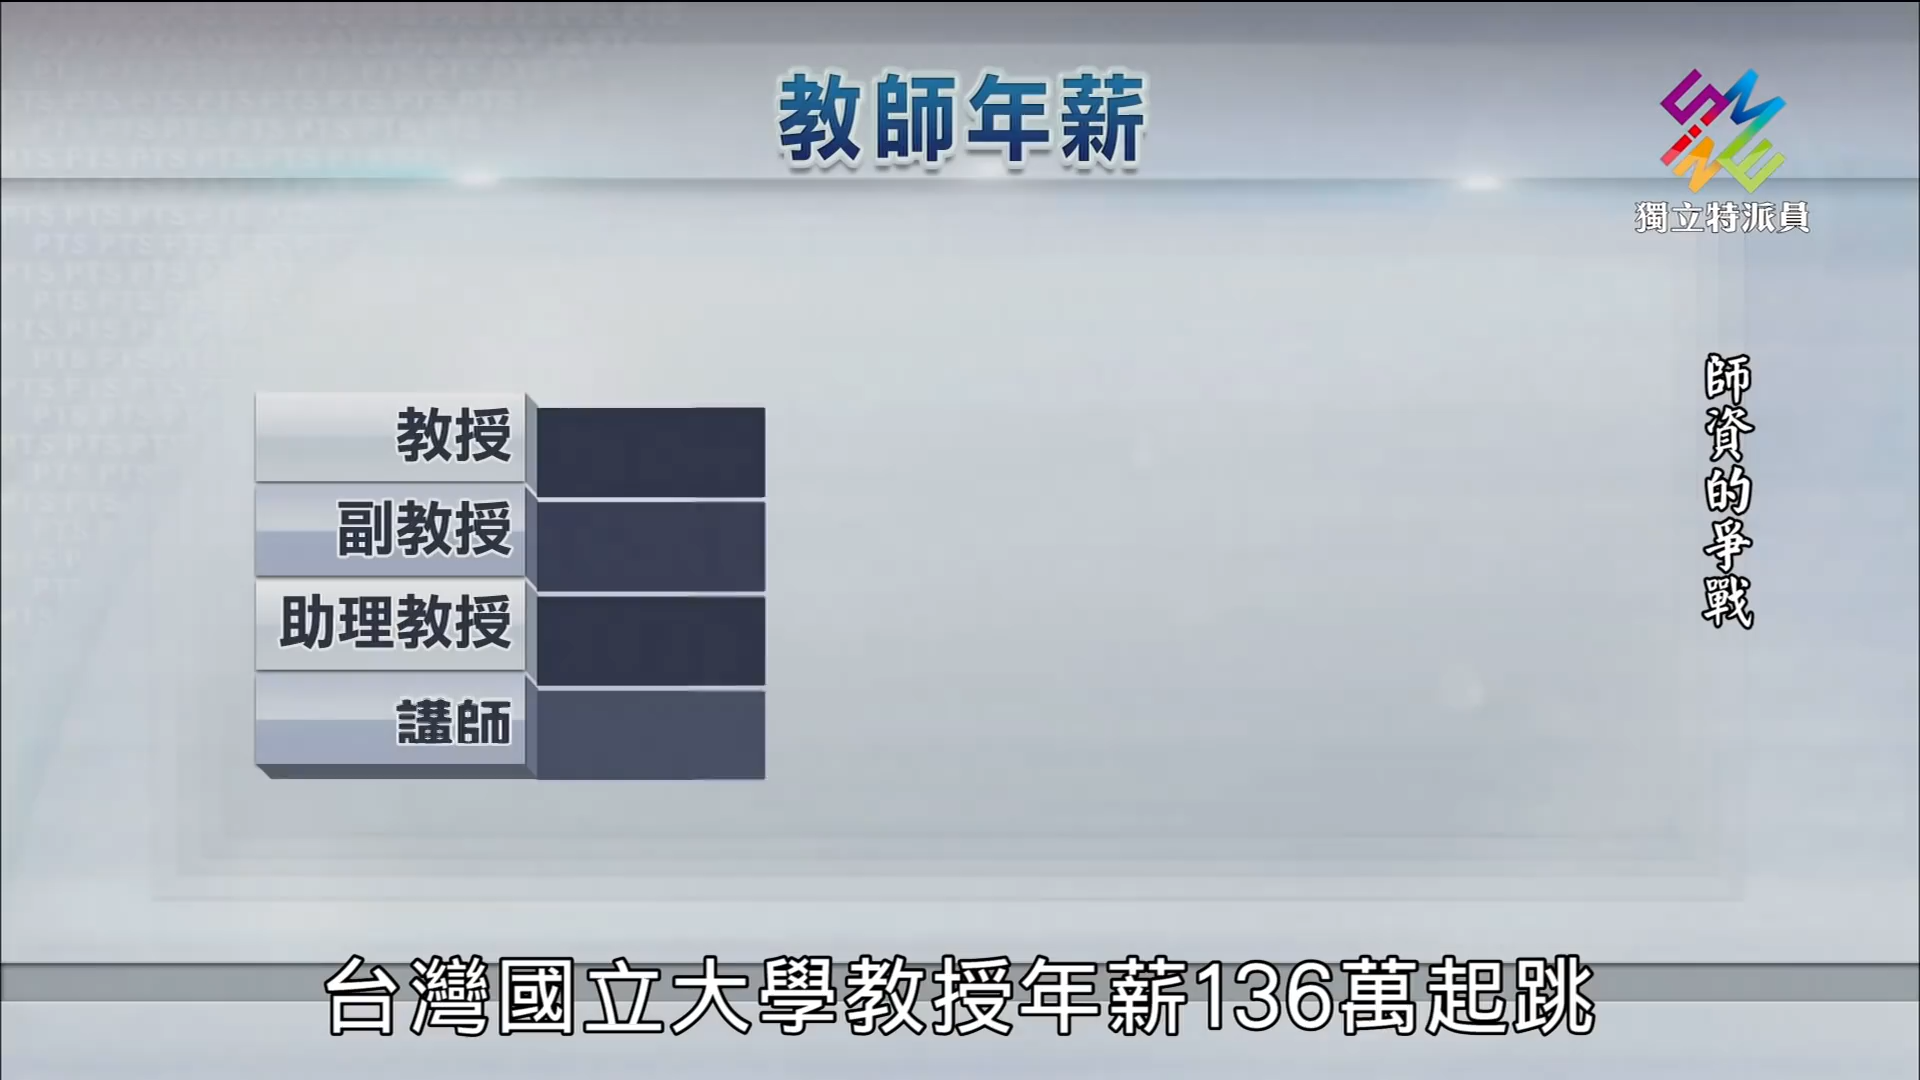 教師年薪
SMiNE
獨立特派員
師資的爭戰
教授
副教授
助理教授
講師
台灣國立大學教授年薪136萬起跳